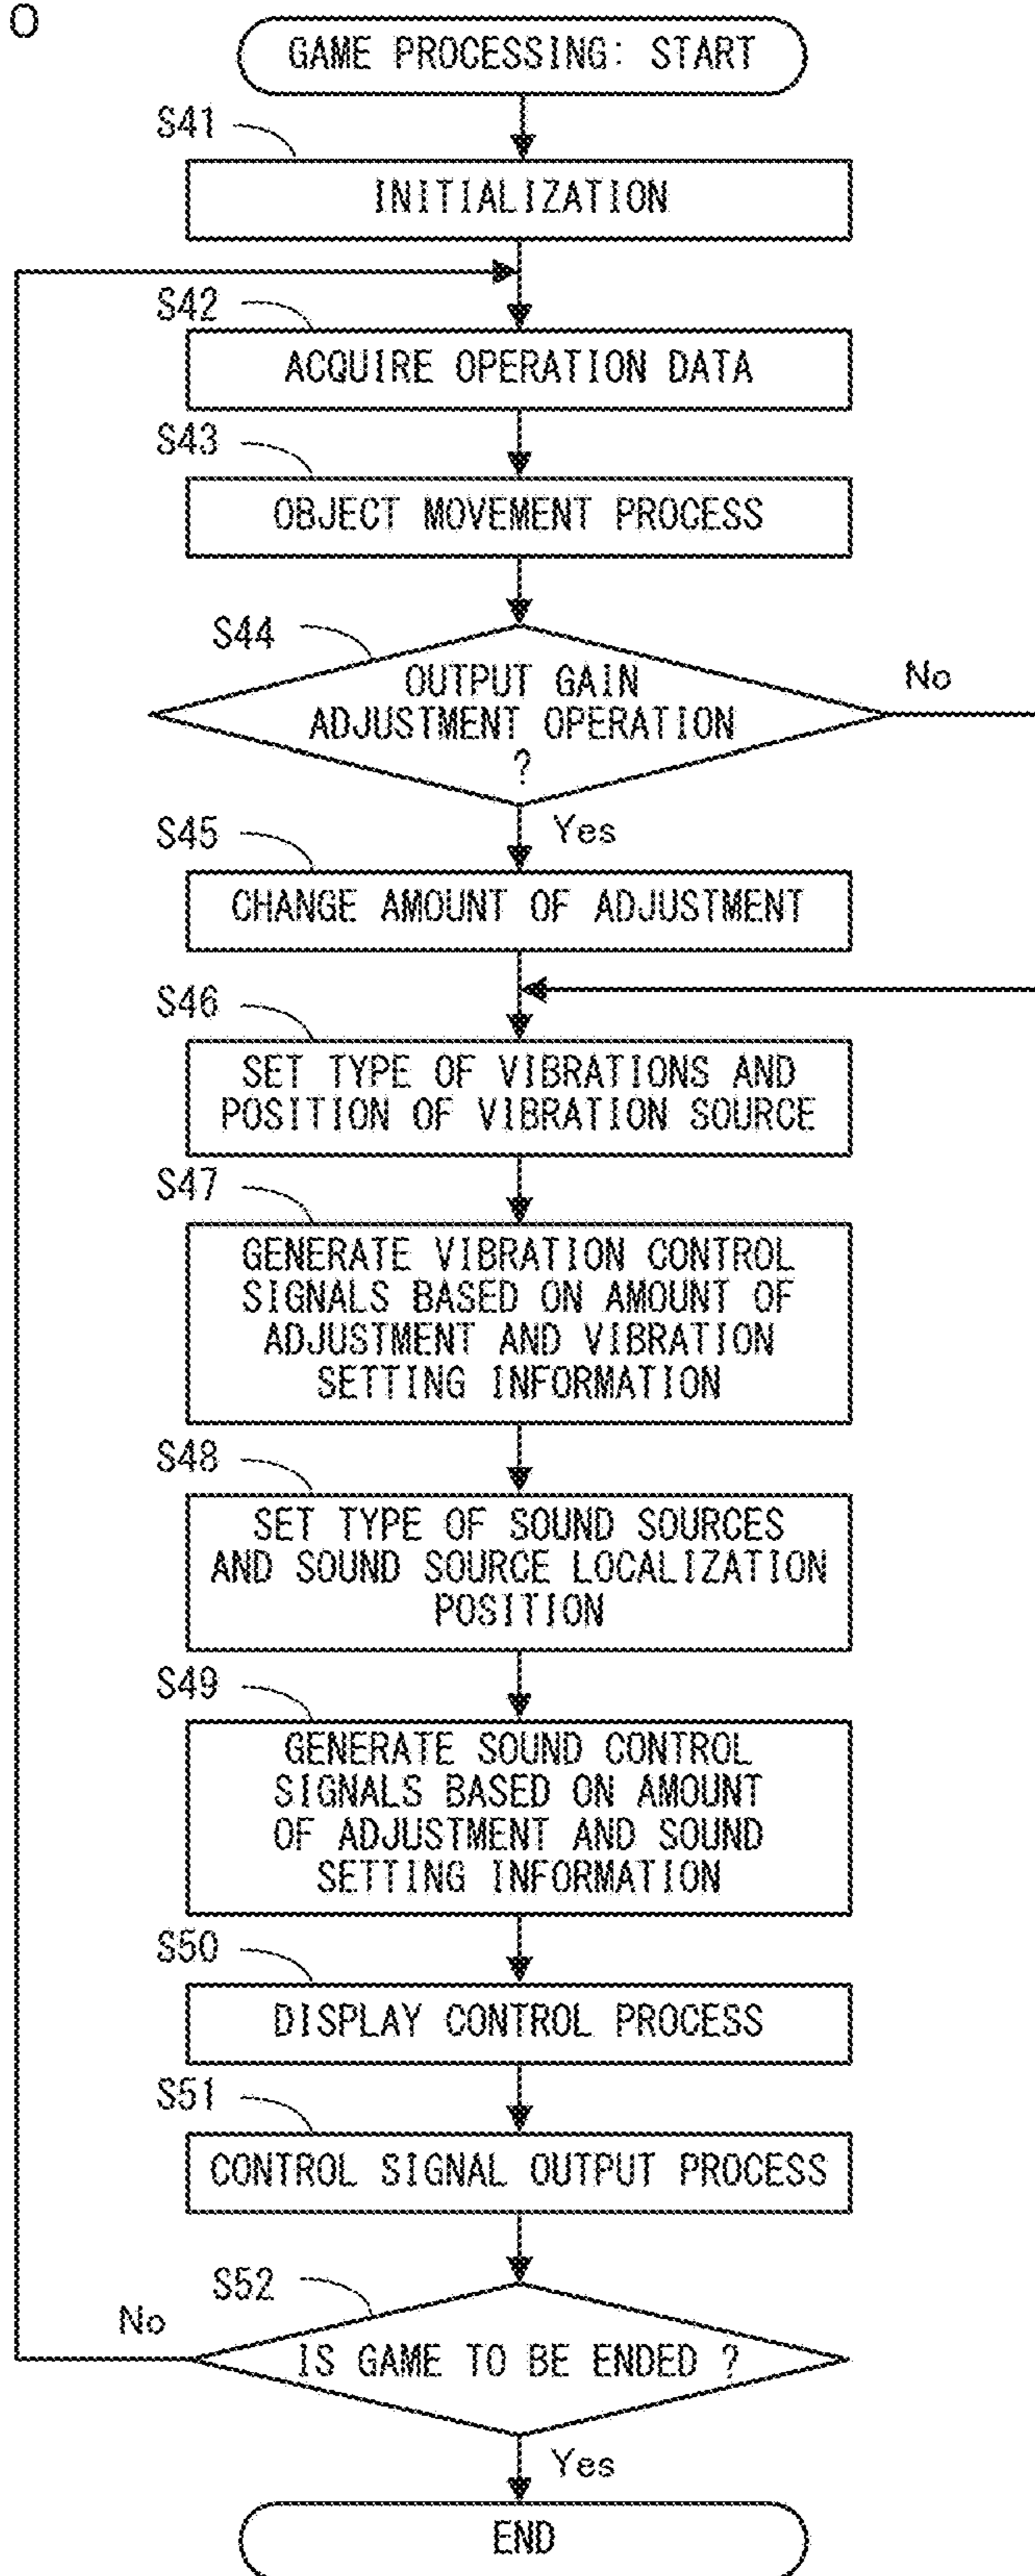 0
GAME PROCESSING: START
S41
INITIALIZATION
S42
ACQUIRE OPERATION DATA
S43
OBJECT MOVEMENT PROCESS
S44
OUTPUT GAIN
ADJUSTMENT OPERATION
?
No
Yes
S45
CHANGE AMOUNT OF ADJUSTMENT
S46
SET TYPE OF VIBRATIONS AND
POSITION OF VIBRATION SOURCE
S47
GENERATE VIBRATION CONTROL
SIGNALS BASED ON AMOUNT OF
ADJUSTMENT AND VIBRATION
SETTING INFORMATION
S48
SET TYPE OF SOUND SOURCES
AND SOUND SOURCE LOCALIZATION
POSITION
S49
GENERATE SOUND CONTROL
SIGNALS BASED ON AMOUNT
OF ADJUSTMENT AND SOUND
SETTING INFORMATION
S50
DISPLAY CONTROL PROCESS
S51
CONTROL SIGNAL OUTPUT PROCESS
S52
No
IS GAME TO BE ENDED ?
Yes
END